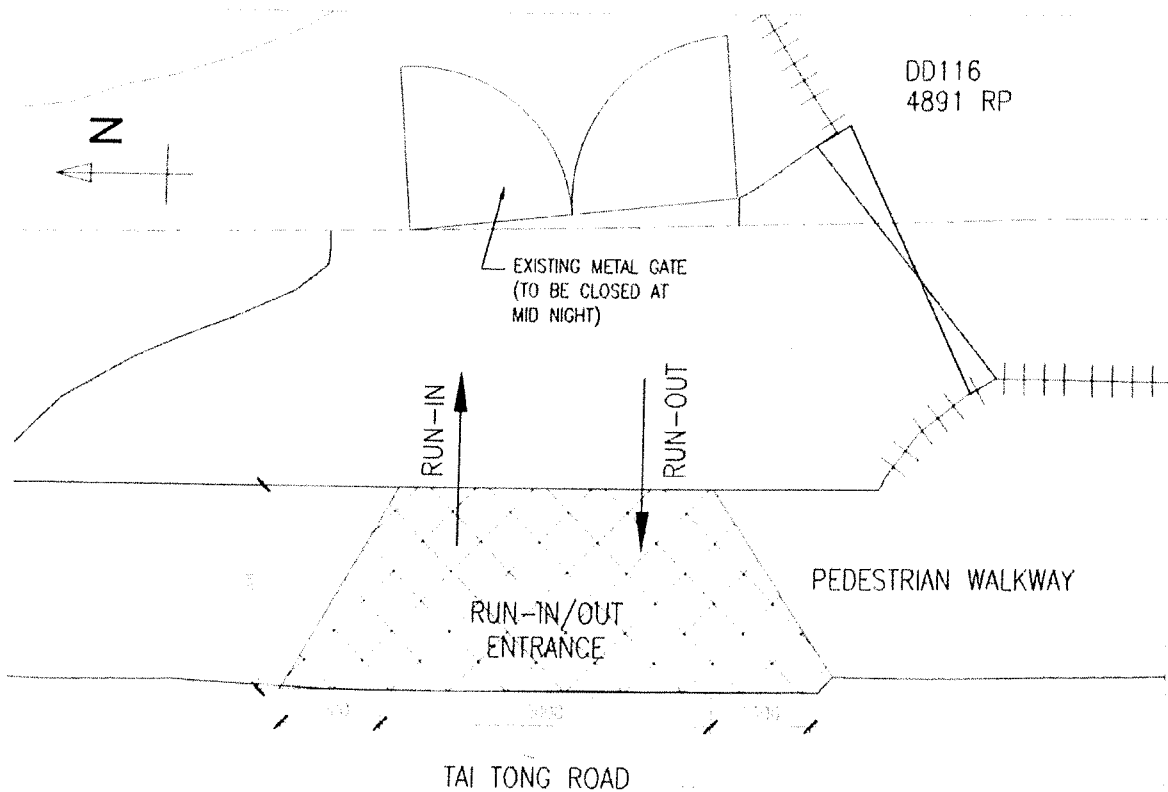 DD116
4891 RP
N
EXISTING METAL GATE
(TO BE CLOSED AT
MID NIGHT)
RUN-IN
RUN-OUT
PEDESTRIAN WALKWAY
RUN-IN/OUT
ENTRANCE
TAI TONG ROAD